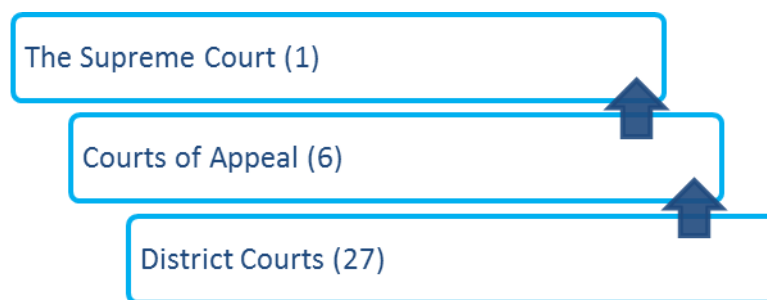 The Supreme Court (1)
Courts of Appeal (6)
District Courts (27)